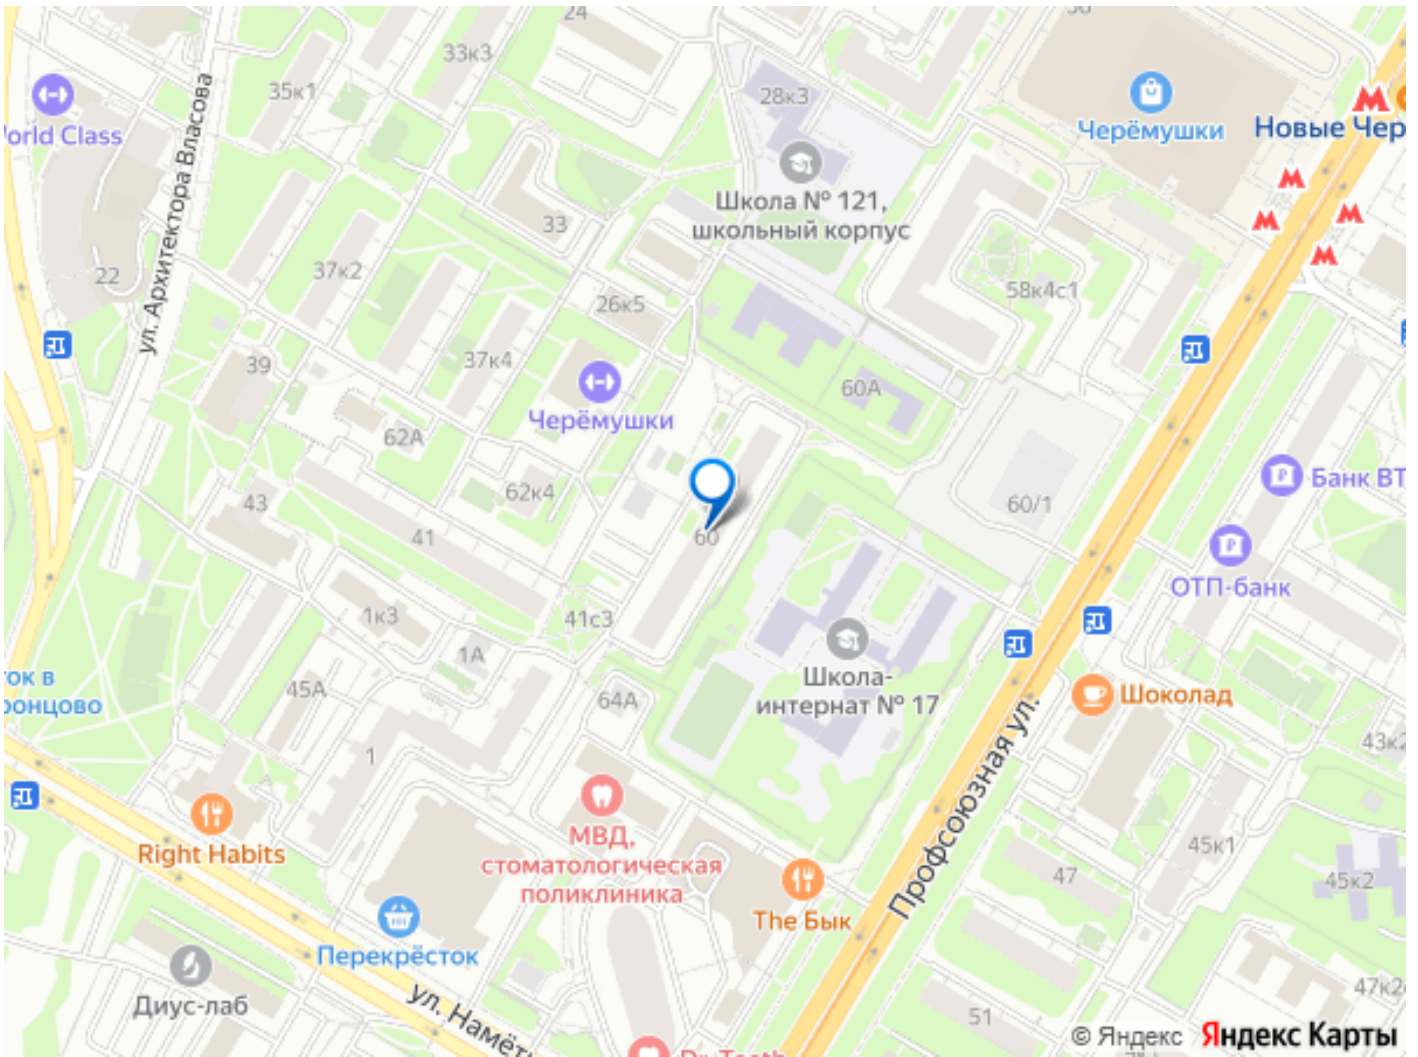 24
33к3
35к1
28к3
World Class
ул. Архитектора Власова
Черёмушки
Новые Чер
Школа № 121,
школьный корпус
33
37к2
22
26к5
58к4с1
37к4
39
60А
Черёмушки
62А
62к4
43
41
60
60/1
Банк ВТ
ОТП-банк
1к3
41с3
1А
Школа-
интернат № 17
45А
64А
ок в
ронцово
Шоколад
Профсоюзная ул.
43к2
1
Right Habits
МВД,
стоматологическая
поликлиника
45к1
47
45к2
The Бык
Перекрёсток
Диус-лаб
ул. Намётк
47к2
51
© Яндекс Яндекс Карты